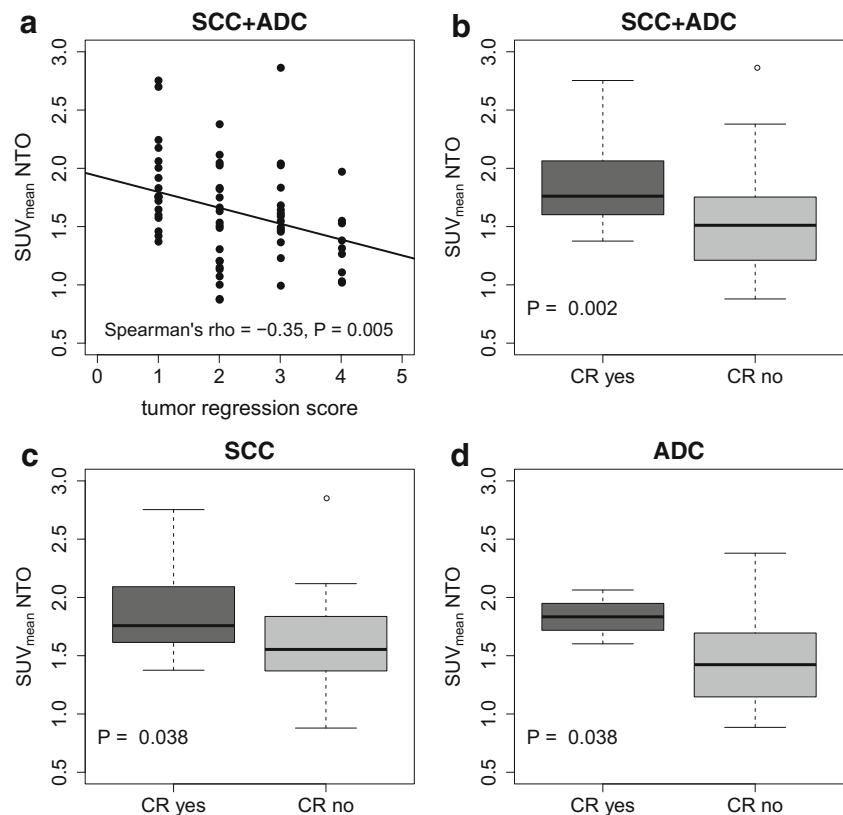 a
SCC+ADC
3.0
2.5
2.0
1.5
1.0
0.5
SUVmean NTO
Spearman's rho = −0.35, P = 0.005
0 1 2 3 4 5
tumor regression score
b
SCC+ADC
3.0
2.5
2.0
1.5
1.0
0.5
SUVmean NTO
P = 0.002
CR yes CR no
c
SCC
3.0
2.5
2.0
1.5
1.0
0.5
SUVmean NTO
P = 0.038
CR yes CR no
d
ADC
3.0
2.5
2.0
1.5
1.0
0.5
SUVmean NTO
P = 0.038
CR yes CR no